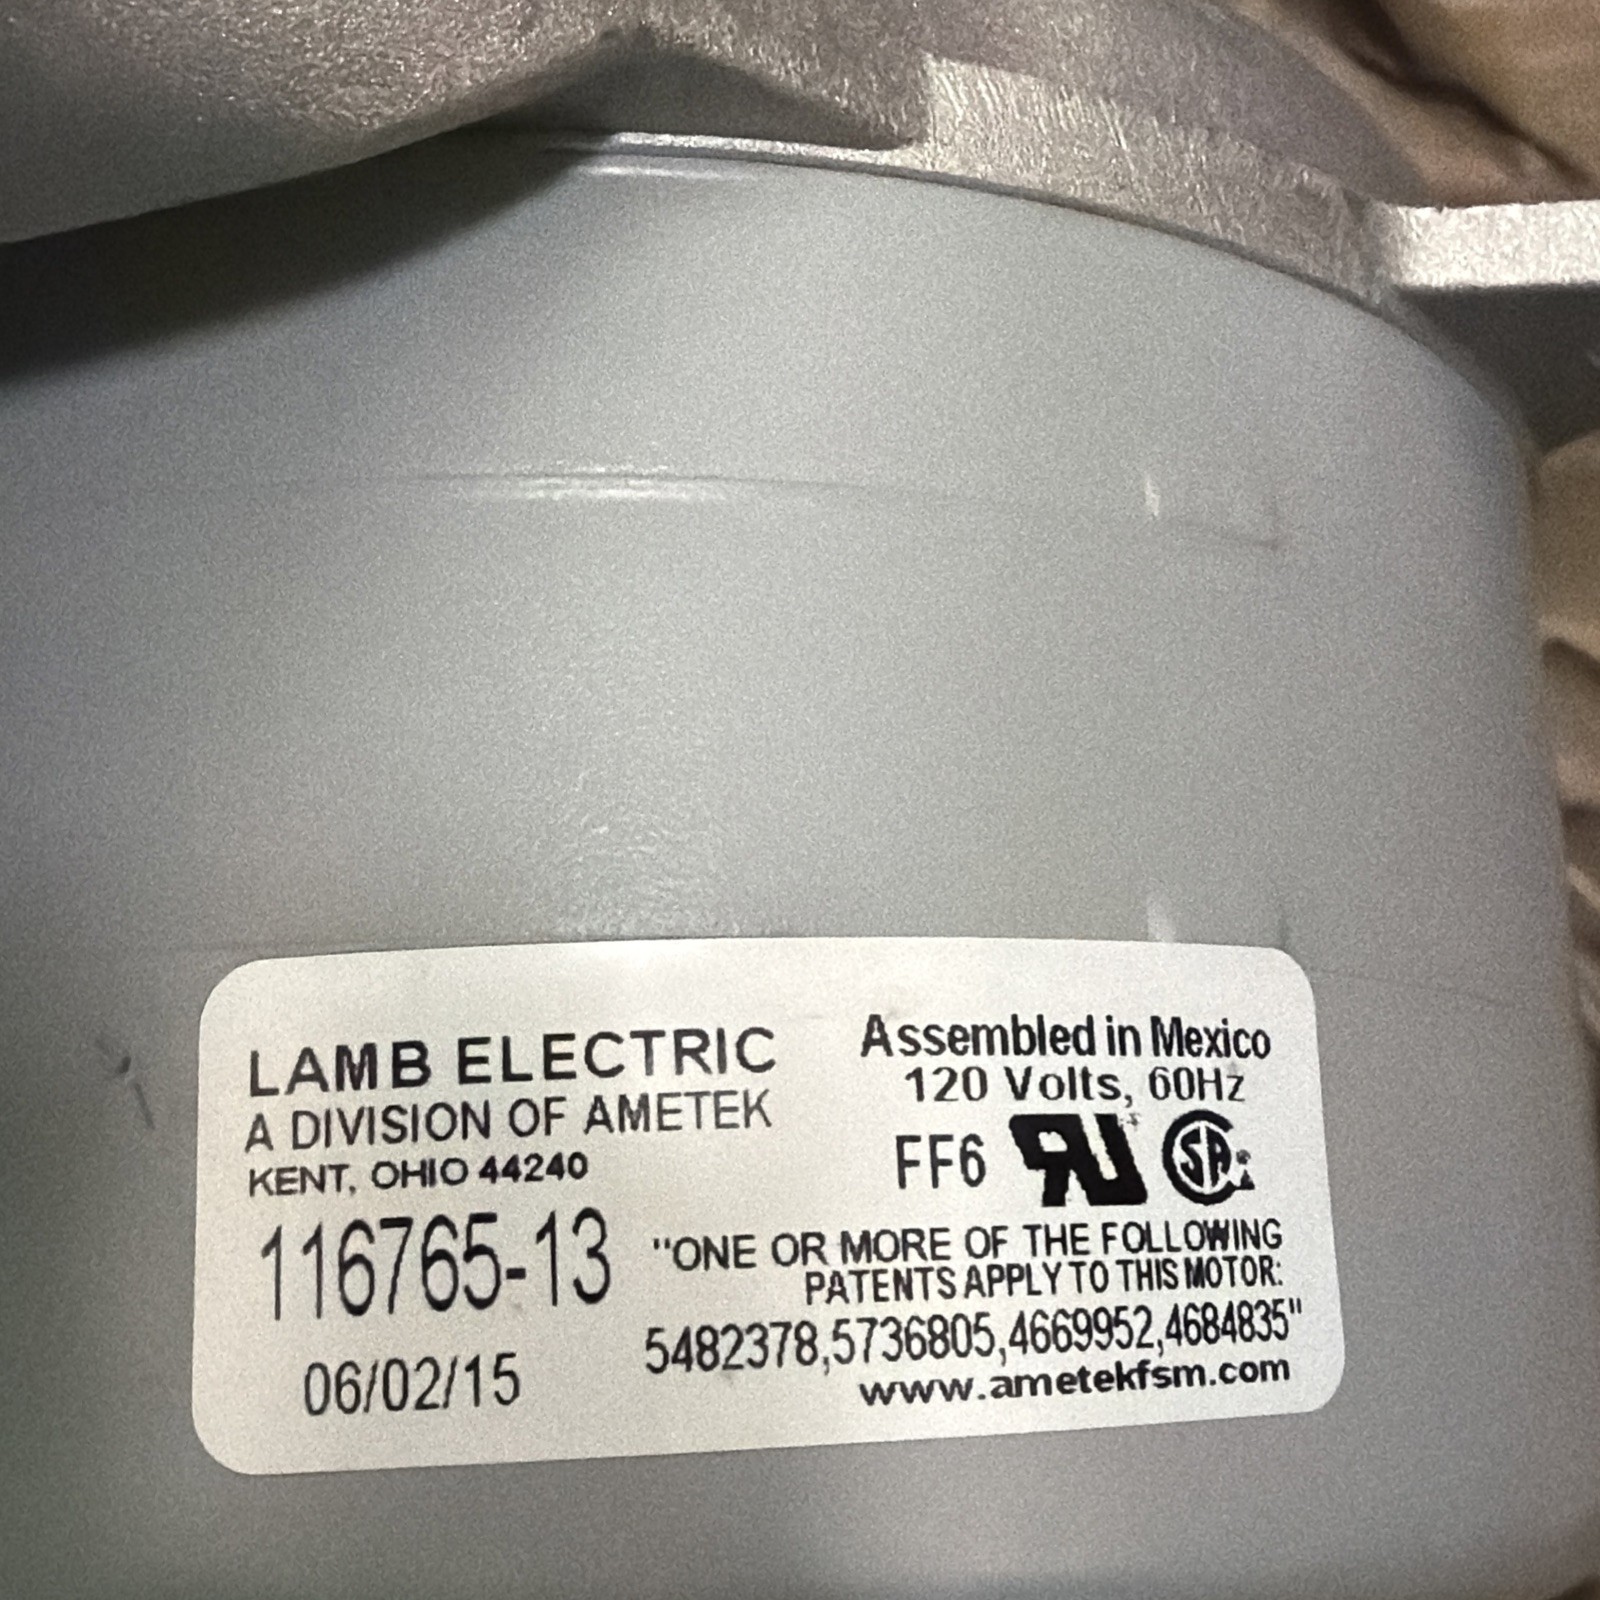 LAMB ELECTRIC
A DIVISION OF AMETEK
KENT, OHIO 44240
116765-13
06/02/15
Assembled in Mexico
120 Volts, 60Hz
FF6 RU SA
"ONE OR MORE OF THE FOLLOWING
PATENTS APPLY TO THIS MOTOR:
5482378,5736805,4669952,4684835"
www.ametekfsm.com